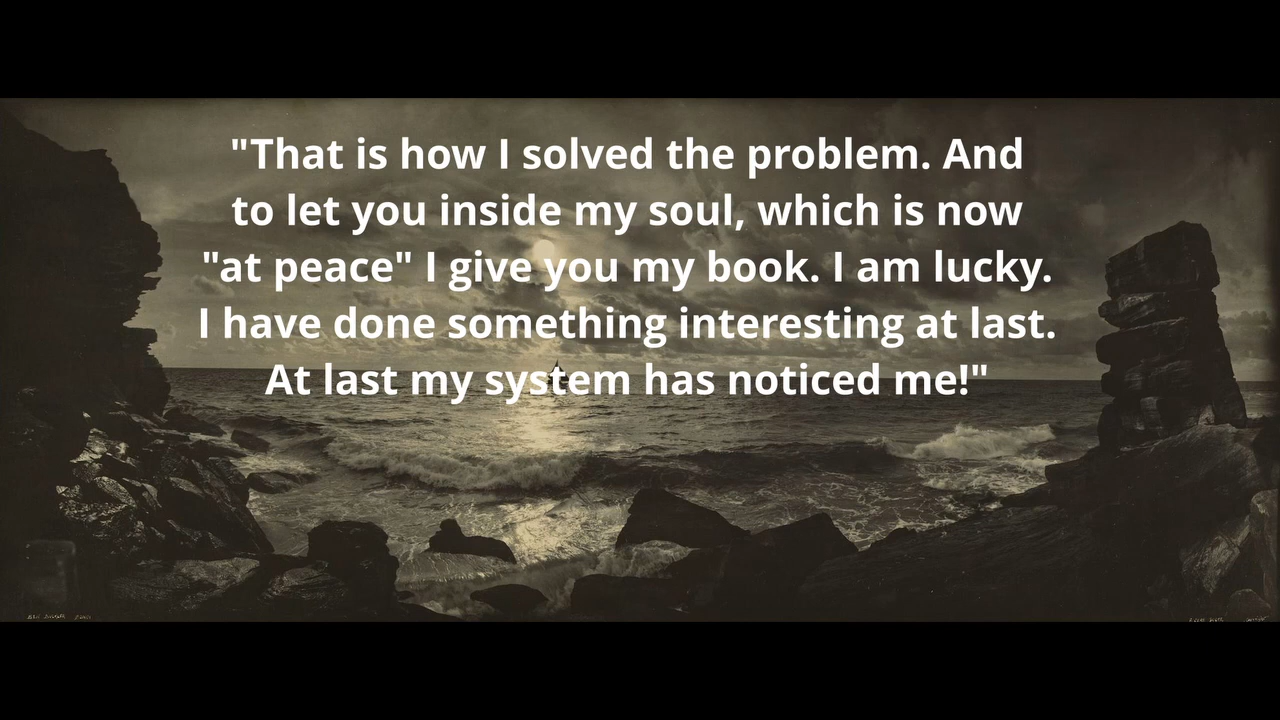 "That is how I solved the problem. And
to let you inside my soul, which is now
"at peace" I give you my book. I am lucky.
I have done something interesting at last.
At last my system has noticed me!"